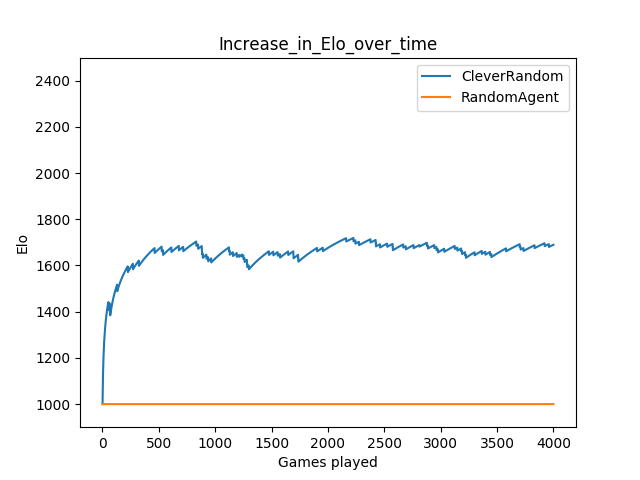 Increase_in_Elo_over_time
CleverRandom
RandomAgent
2400
2200
2000
1800
1600
1400
1200
1000
Elo
0 500 1000 1500 2000 2500 3000 3500 4000
Games played